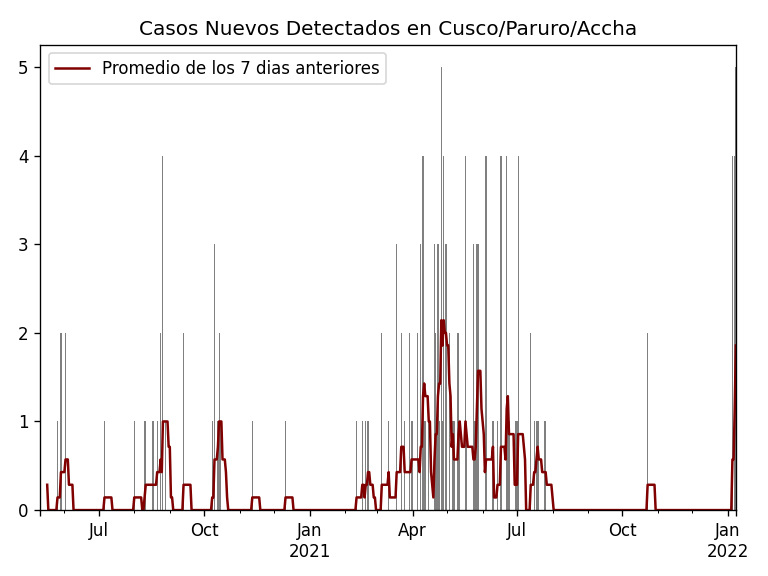 Casos Nuevos Detectados en Cusco/Paruro/Accha
Promedio de los 7 dias anteriores
5
4
3
2
1
0
Jul
Oct
Jan
2021
Apr
Jul
Oct
Jan
2022